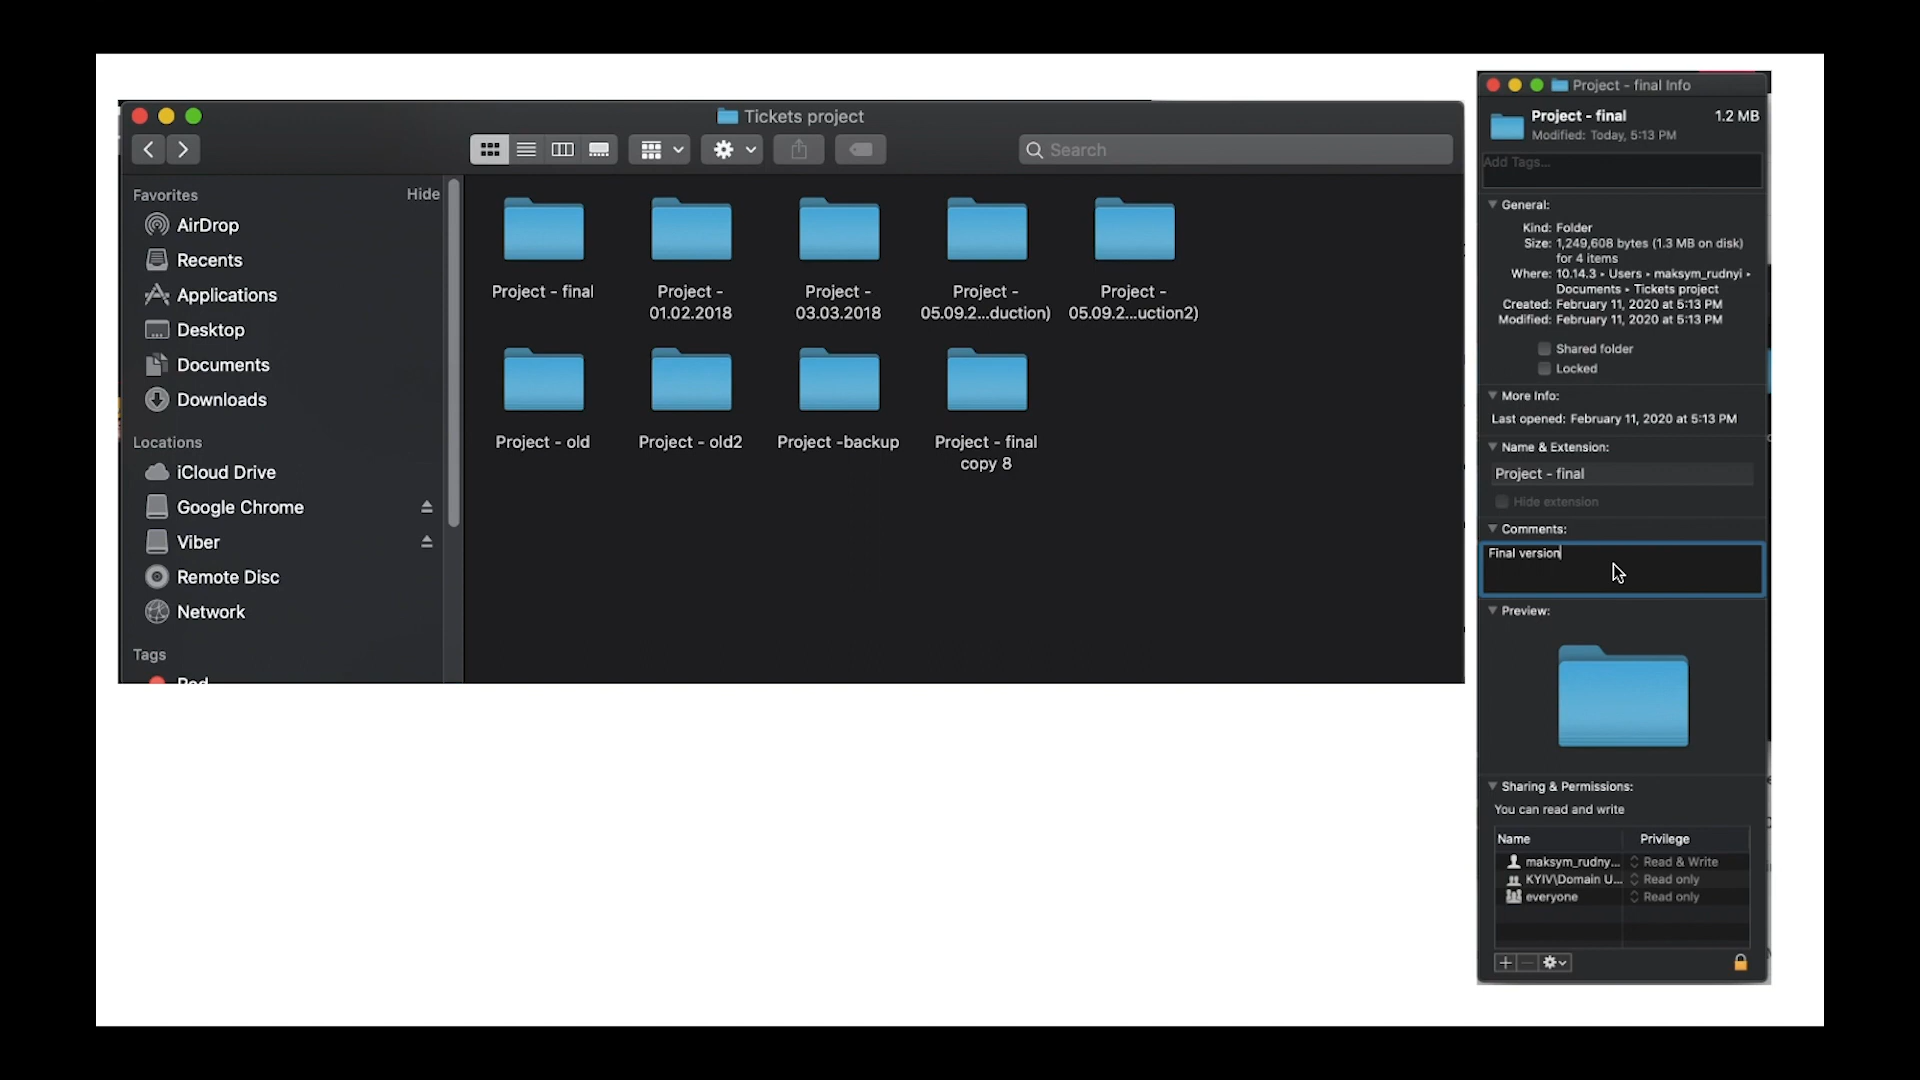 Tickets project
Search
Favorites
Hide
AirDrop
Recents
Applications
Desktop
Documents
Downloads
Locations
iCloud Drive
Google Chrome
Viber
Remote Disc
Network
Tags
Red
Project - final
Project -
01.02.2018
Project -
03.03.2018
Project -
05.09.2...duction)
Project -
05.09.2...uction2)
Project - old
Project - old2
Project -backup
Project - final
copy 8
Project - final Info
Project - final
1.2 MB
Modified: Today, 5:13 PM
Add Tags...
General:
Kind: Folder
Size: 1,249,608 bytes (1.3 MB on disk)
for 4 items
Where: 10.14.3 ▸ Users ▸ maksym_rudnyi ▸
Documents ▸ Tickets project
Created: February 11, 2020 at 5:13 PM
Modified: February 11, 2020 at 5:13 PM
Shared folder
Locked
More Info:
Last opened: February 11, 2020 at 5:13 PM
Name & Extension:
Project - final
Hide extension
Comments:
Final version
Preview:
Sharing & Permissions:
You can read and write
Name Privilege
maksym_rudny... Read & Write
KYIV\Domain U... Read only
everyone Read only